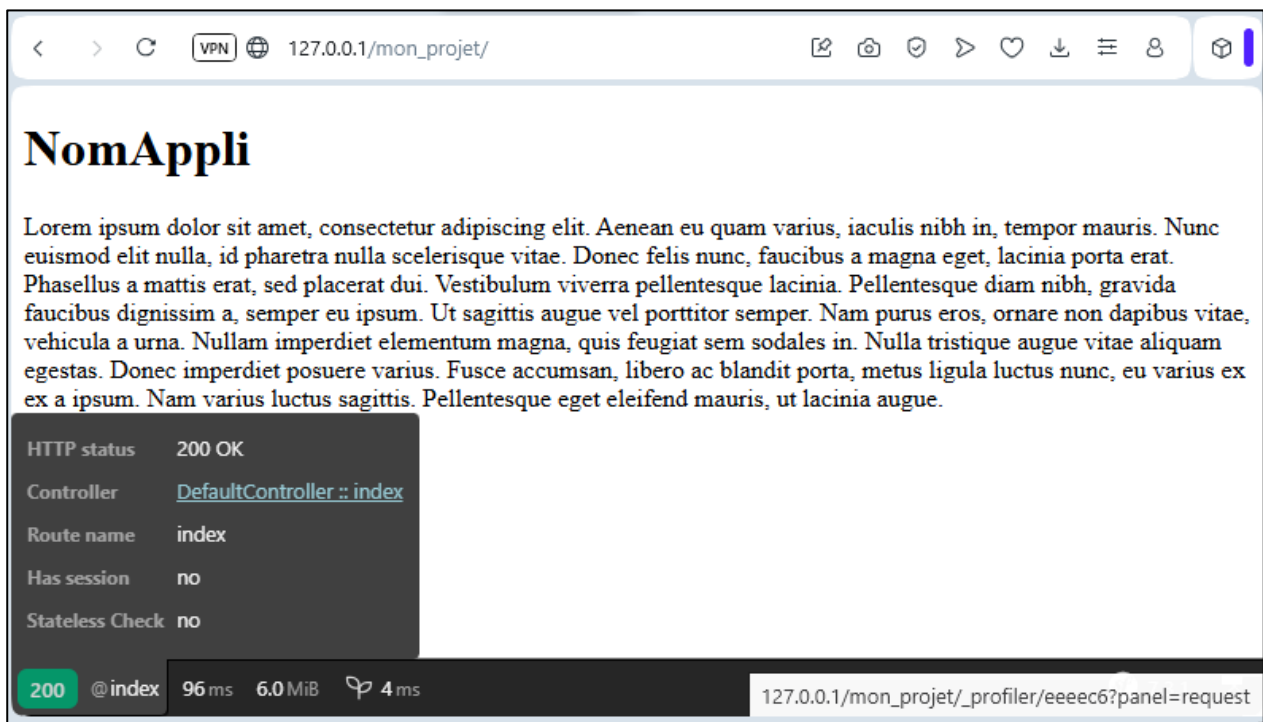 VPN 127.0.0.1/mon_projet/
NomAppli
Lorem ipsum dolor sit amet, consectetur adipiscing elit. Aenean eu quam varius, iaculis nibh in, tempor mauris. Nunc
euismod elit nulla, id pharetra nulla scelerisque vitae. Donec felis nunc, faucibus a magna eget, lacinia porta erat.
Phasellus a mattis erat, sed placerat dui. Vestibulum viverra pellentesque lacinia. Pellentesque diam nibh, gravida
faucibus dignissim a, semper eu ipsum. Ut sagittis augue vel porttitor semper. Nam purus eros, ornare non dapibus vitae,
vehicula a urna. Nullam imperdiet elementum magna, quis feugiat sem sodales in. Nulla tristique augue vitae aliquam
egestas. Donec imperdiet posuere varius. Fusce accumsan, libero ac blandit porta, metus ligula luctus nunc, eu varius ex
ex a ipsum. Nam varius luctus sagittis. Pellentesque eget eleifend mauris, ut lacinia augue.
HTTP status 200 OK
Controller DefaultController :: index
Route name index
Has session no
Stateless Check no
200 @index 96 ms 6.0 MiB 4 ms
127.0.0.1/mon_projet/_profiler/eeeec6?panel=request